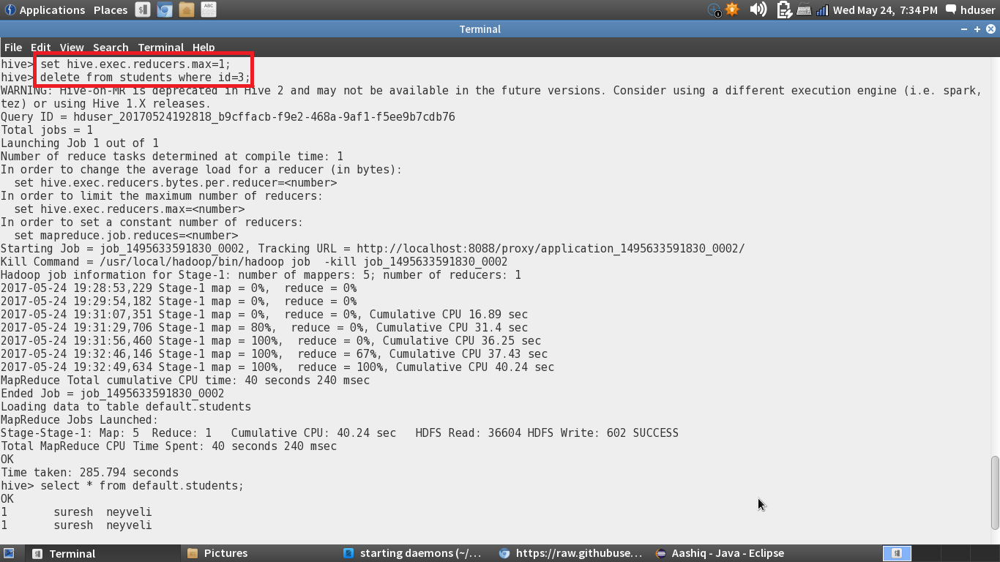 Applications Places ABC 1 Wed May 24, 7:34 PM hduser
Terminal
File Edit View Search Terminal Help
hive> set hive.exec.reducers.max=1;
hive> delete from students where id=3;
WARNING: Hive-on-MR is deprecated in Hive 2 and may not be available in the future versions. Consider using a different execution engine (i.e. spark,
tez) or using Hive 1.X releases.
Query ID = hduser_20170524192818_b9cffacb-f9e2-468a-9af1-f5ee9b7cdb76
Total jobs = 1
Launching Job 1 out of 1
Number of reduce tasks determined at compile time: 1
In order to change the average load for a reducer (in bytes):
  set hive.exec.reducers.bytes.per.reducer=<number>
In order to limit the maximum number of reducers:
  set hive.exec.reducers.max=<number>
In order to set a constant number of reducers:
  set mapreduce.job.reduces=<number>
Starting Job = job_1495633591830_0002, Tracking URL = http://localhost:8088/proxy/application_1495633591830_0002/
Kill Command = /usr/local/hadoop/bin/hadoop job  -kill job_1495633591830_0002
Hadoop job information for Stage-1: number of mappers: 5; number of reducers: 1
2017-05-24 19:28:53,229 Stage-1 map = 0%,  reduce = 0%
2017-05-24 19:29:54,182 Stage-1 map = 0%,  reduce = 0%
2017-05-24 19:31:07,351 Stage-1 map = 0%,  reduce = 0%, Cumulative CPU 16.89 sec
2017-05-24 19:31:29,706 Stage-1 map = 80%,  reduce = 0%, Cumulative CPU 31.4 sec
2017-05-24 19:31:56,460 Stage-1 map = 100%,  reduce = 0%, Cumulative CPU 36.25 sec
2017-05-24 19:32:46,146 Stage-1 map = 100%,  reduce = 67%, Cumulative CPU 37.43 sec
2017-05-24 19:32:49,634 Stage-1 map = 100%,  reduce = 100%, Cumulative CPU 40.24 sec
MapReduce Total cumulative CPU time: 40 seconds 240 msec
Ended Job = job_1495633591830_0002
Loading data to table default.students
MapReduce Jobs Launched:
Stage-Stage-1: Map: 5  Reduce: 1   Cumulative CPU: 40.24 sec   HDFS Read: 36604 HDFS Write: 602 SUCCESS
Total MapReduce CPU Time Spent: 40 seconds 240 msec
OK
Time taken: 285.794 seconds
hive> select * from default.students;
OK
1       suresh  neyveli
1       suresh  neyveli
Terminal Pictures starting daemons (~/... https://raw.githubuse... Aashiq - Java - Eclipse